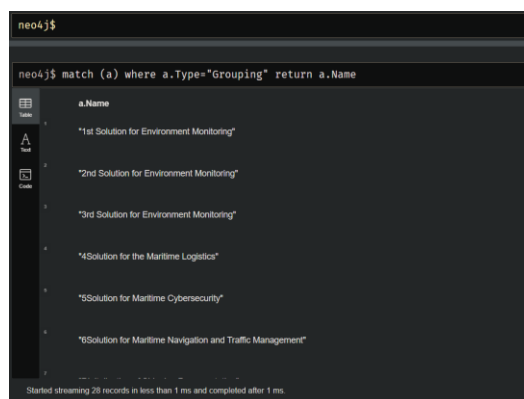 neo4j$
neo4j$ match (a) where a.Type="Grouping" return a.Name
Table
a.Name
1
"1st Solution for Environment Monitoring"
A
Text
2
"2nd Solution for Environment Monitoring"
Code
3
"3rd Solution for Environment Monitoring"
4
"4Solution for the Maritime Logistics"
5
"5Solution for Maritime Cybersecurity"
6
"6Solution for Maritime Navigation and Traffic Management"
7
Started streaming 28 records in less than 1 ms and completed after 1 ms.